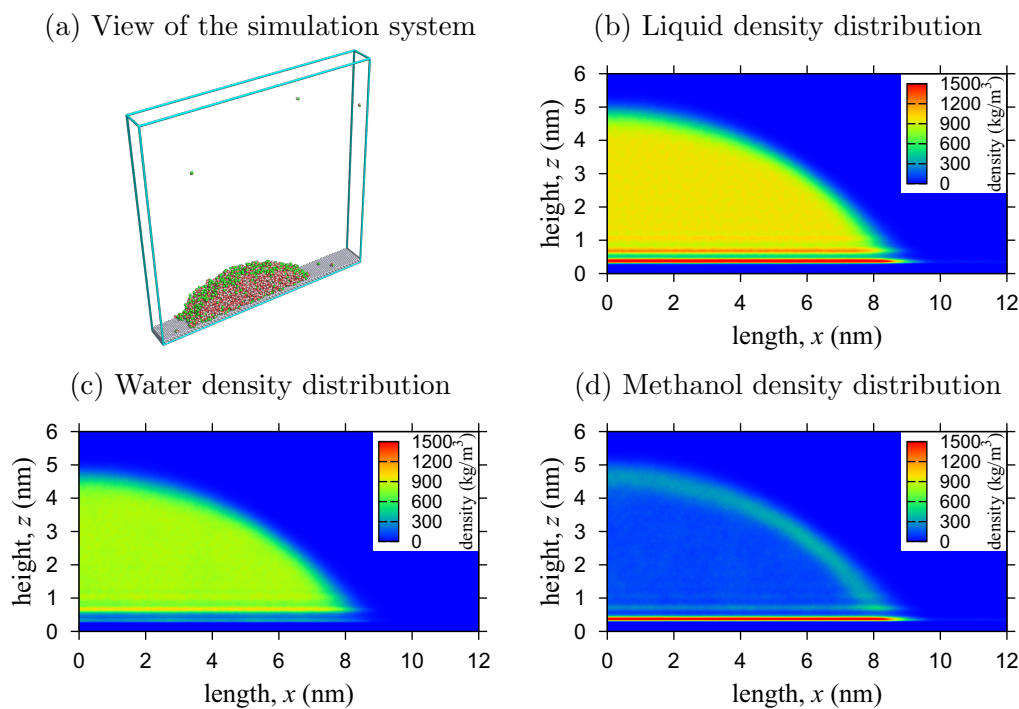 (a) View of the simulation system
(b) Liquid density distribution
6
5
4
3
2
1
0
height, z (nm)
0 2 4 6 8 10 12
length, x (nm)
1500
1200
900
600
300
0
density (kg/m³)
(c) Water density distribution
6
5
4
3
2
1
0
height, z (nm)
0 2 4 6 8 10 12
length, x (nm)
1500
1200
900
600
300
0
density (kg/m³)
(d) Methanol density distribution
6
5
4
3
2
1
0
height, z (nm)
0 2 4 6 8 10 12
length, x (nm)
1500
1200
900
600
300
0
density (kg/m³)